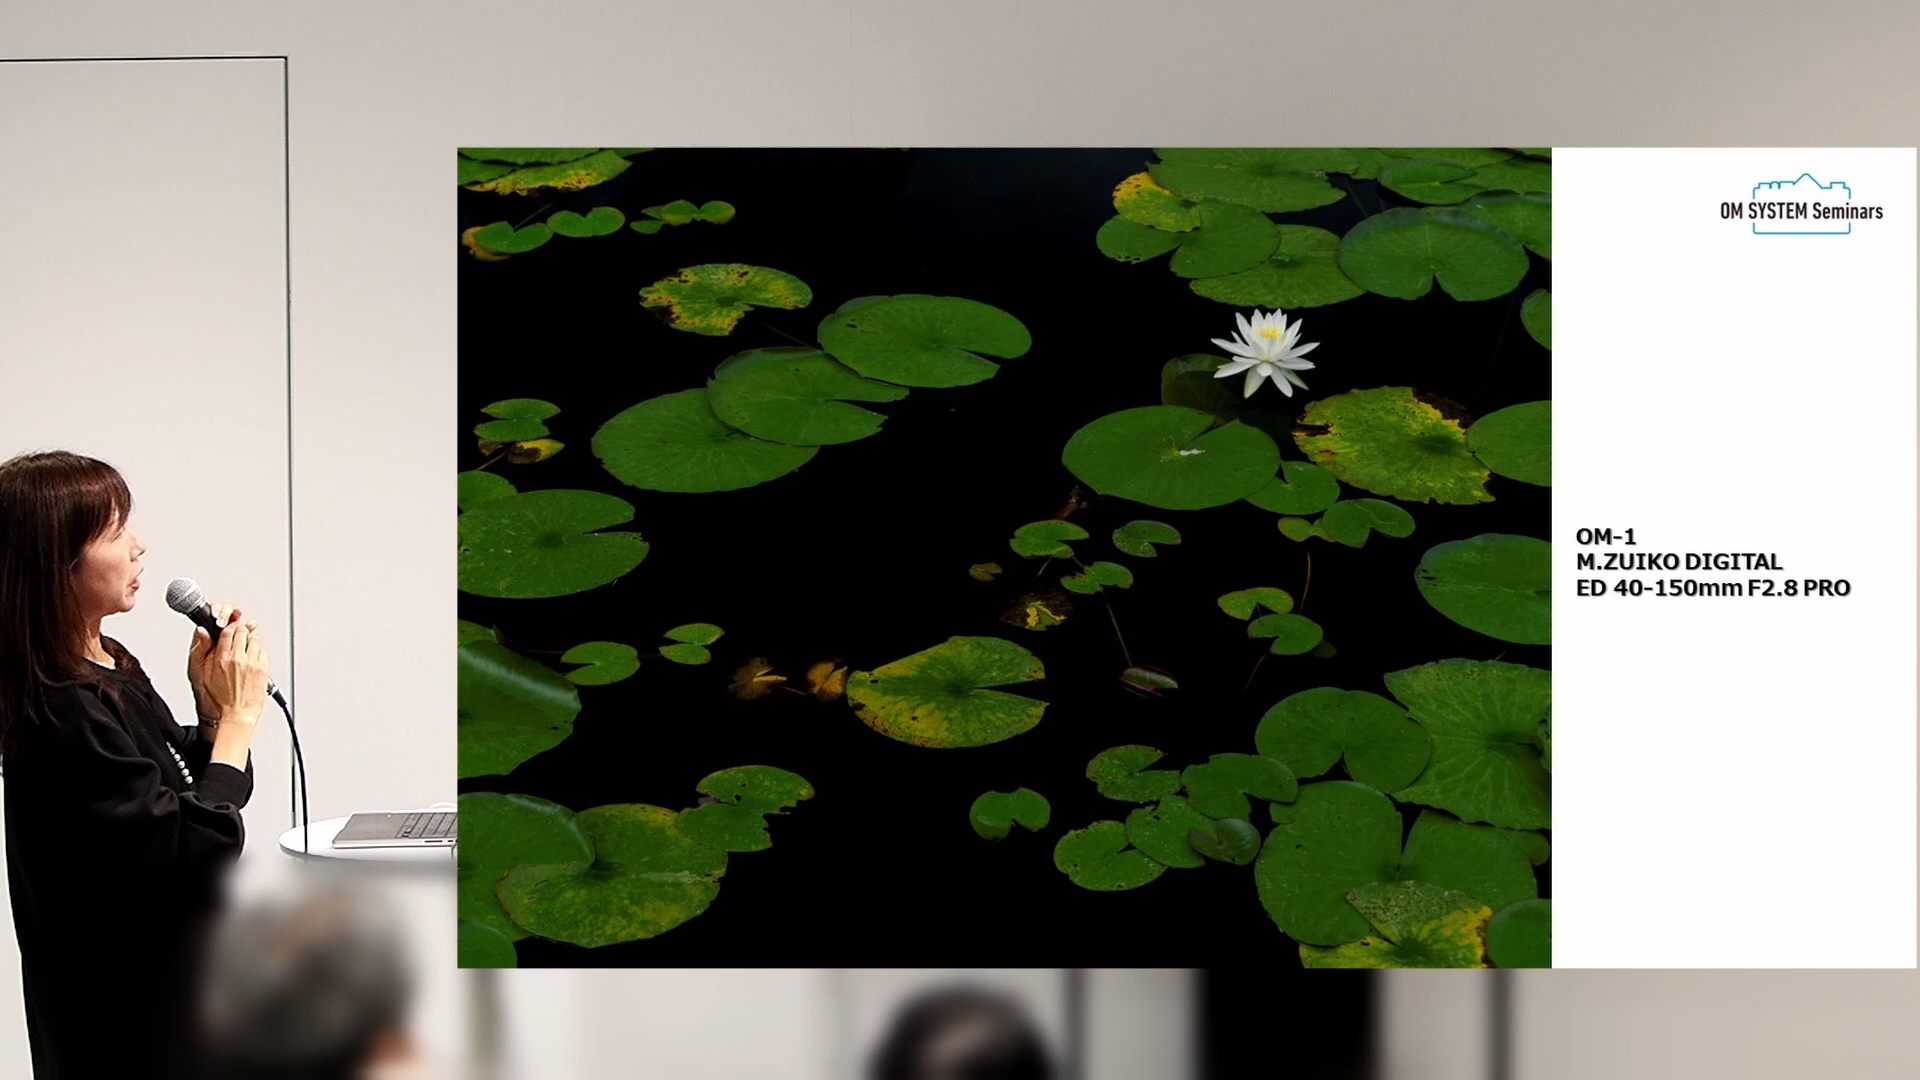 OM SYSTEM Seminars
OM-1
M.ZUIKO DIGITAL
ED 40-150mm F2.8 PRO